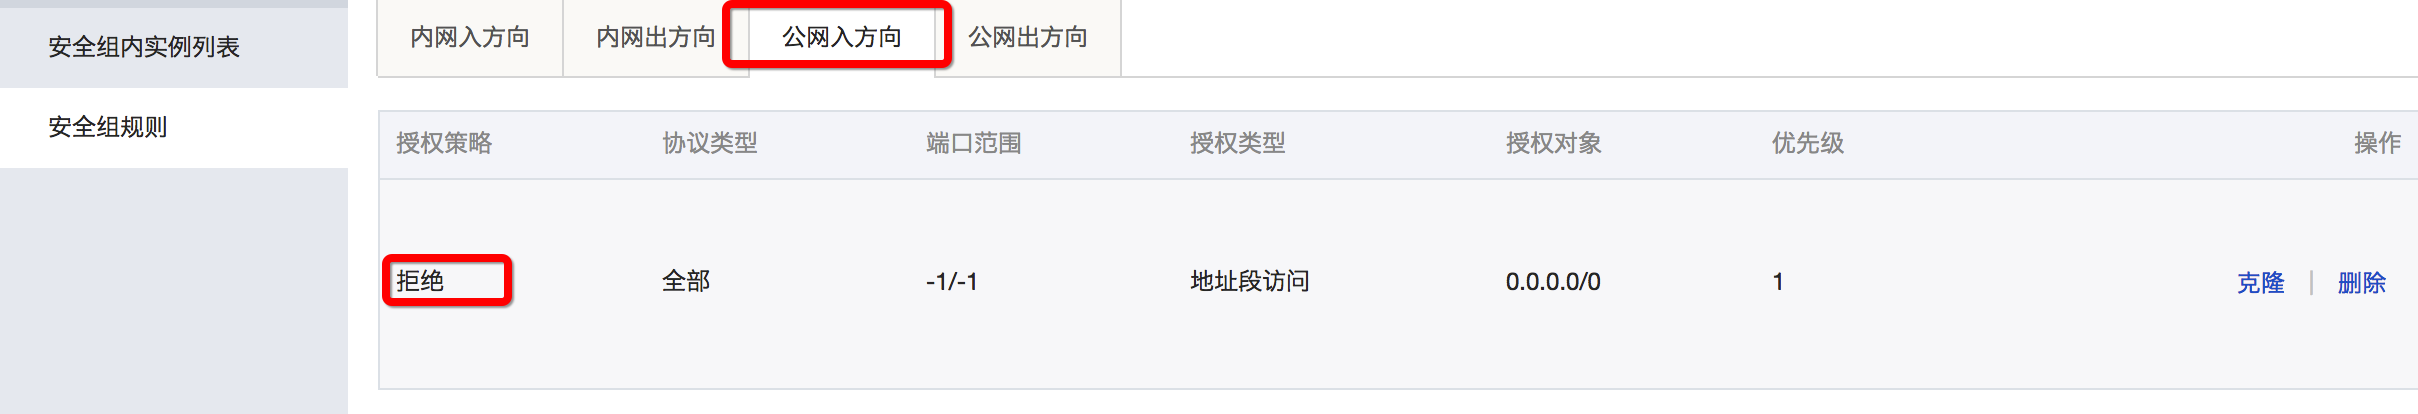 安全组内实例列表
安全组规则
内网入方向 内网出方向 公网入方向 公网出方向
授权策略 协议类型 端口范围 授权类型 授权对象 优先级 操作
拒绝 全部 -1/-1 地址段访问 0.0.0.0/0 1 克隆 | 删除